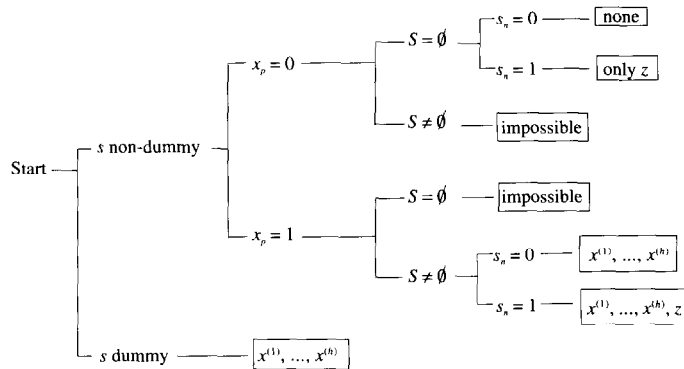 s_n = 0 none
S = ∅
x_p = 0 s_n = 1 only z
S ≠ ∅ impossible
s non-dummy
Start
S = ∅ impossible
x_p = 1
s_n = 0 x^(1), ..., x^(h)
S ≠ ∅
s_n = 1 x^(1), ..., x^(h), z
s dummy x^(1), ..., x^(h)